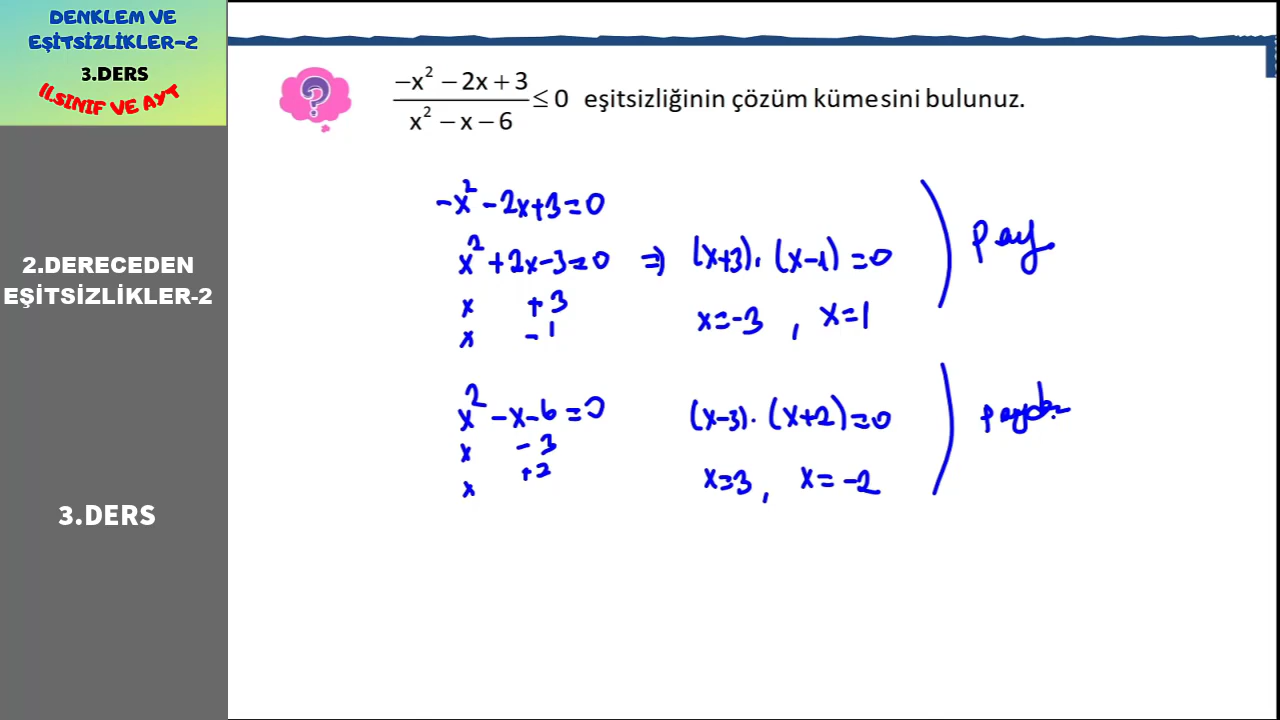 DENKLEM VE
EŞİTSİZLİKLER-2
3.DERS
11.SINIF VE AYT
2.DERECEDEN
EŞİTSİZLİKLER-2
3.DERS
(−x² − 2x + 3)/(x² − x − 6) ≤ 0 eşitsizliğinin çözüm kümesini bulunuz.
-x² - 2x+3=0
x² +2x-3=0 ⇒ (x+3).(x-1)=0
x +3
x -1
x=-3 , x=1
Pay
x² -x-6=0 (x-3).(x+2)=0
x -3
x +2
x=3, x=-2
payda